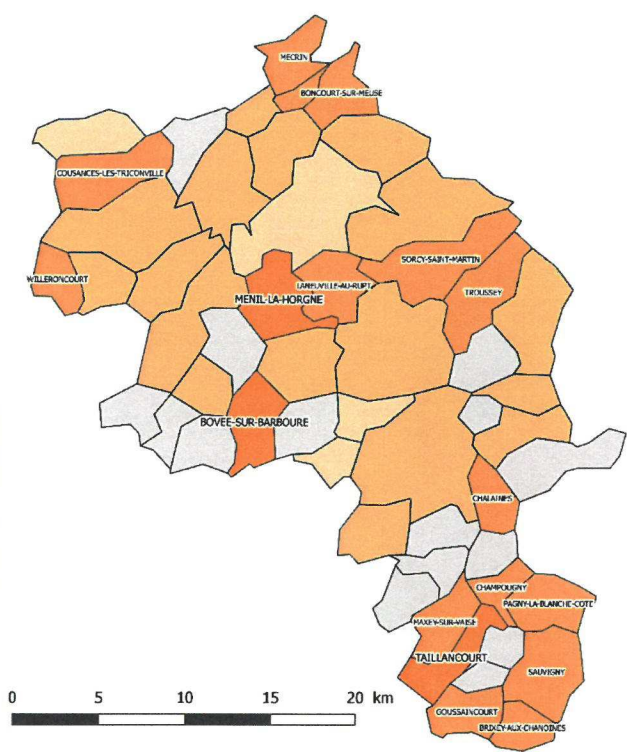 MECRIN
BONCOURT-SUR-MEUSE
COUSANCES-LES-TRICONVILLE
SORCY-SAINT-MARTIN
WILLERONCOURT
LANEUVILLE-AU-RUPT
TROUSSEY
MENIL-LA-HORGNE
BOVEE-SUR-BARBOURE
CHALAINES
CHAMPOUGNY
PAGNY-LA-BLANCHE-COTE
MAXEY-SUR-VAISE
TAILLANCOURT
SAUVIGNY
0 5 10 15 20 km
GOUSSAINCOURT
BRIXEY-AUX-CHANOINES